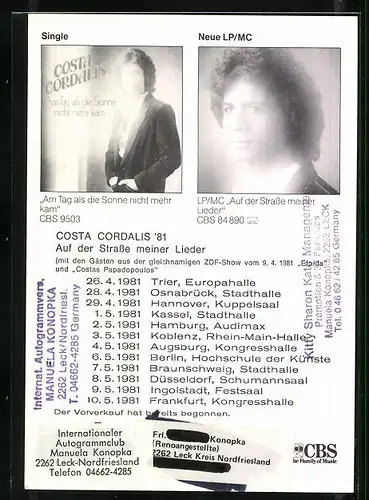 Single
Neue LP/MC
COSTA
CORDALIS
Am Tag als die Sonne
nicht mehr kam
„Am Tag als die Sonne nicht mehr
kam"
CBS 9503
LP/MC „Auf der Straße meiner
Lieder"
CBS 84 890
COSTA CORDALIS '81
Auf der Straße meiner Lieder
(mit den Gästen aus der gleichnamigen ZDF-Show vom 9. 4. 1981 „Elpida"
und „Costas Papadopoulos"
26. 4. 1981 Trier, Europahalle
28. 4. 1981 Osnabrück, Stadthalle
29. 4. 1981 Hannover, Kuppelsaal
1. 5. 1981 Kassel, Stadthalle
2. 5. 1981 Hamburg, Audimax
3. 5. 1981 Koblenz, Rhein-Main-Halle
4. 5. 1981 Augsburg, Kongresshalle
6. 5. 1981 Berlin, Hochschule der Künste
7. 5. 1981 Braunschweig, Stadthalle
8. 5. 1981 Düsseldorf, Schumannsaal
9. 5. 1981 Ingolstadt, Festsaal
10. 5. 1981 Frankfurt, Kongresshalle
Der Vorverkauf hat bereits begonnen.
Internat. Autogrammvers.
MANUELA KONOPKA
2262 Leck/Nordfriesl.
T. 04662-4285 Germany
Kitty Sharon Kate Management
Promotion &
Manuela Konopka 2262 LECK
Tel. 0 46 62-42 85 Germany
Internationaler
Autogrammclub
Manuela Konopka
2262 Leck-Nordfriesland
Telefon 04662-4285
Frl. Konopka
(Renoangestellte)
2262 Leck Kreis Nordfriesland
CBS
The Family of Music